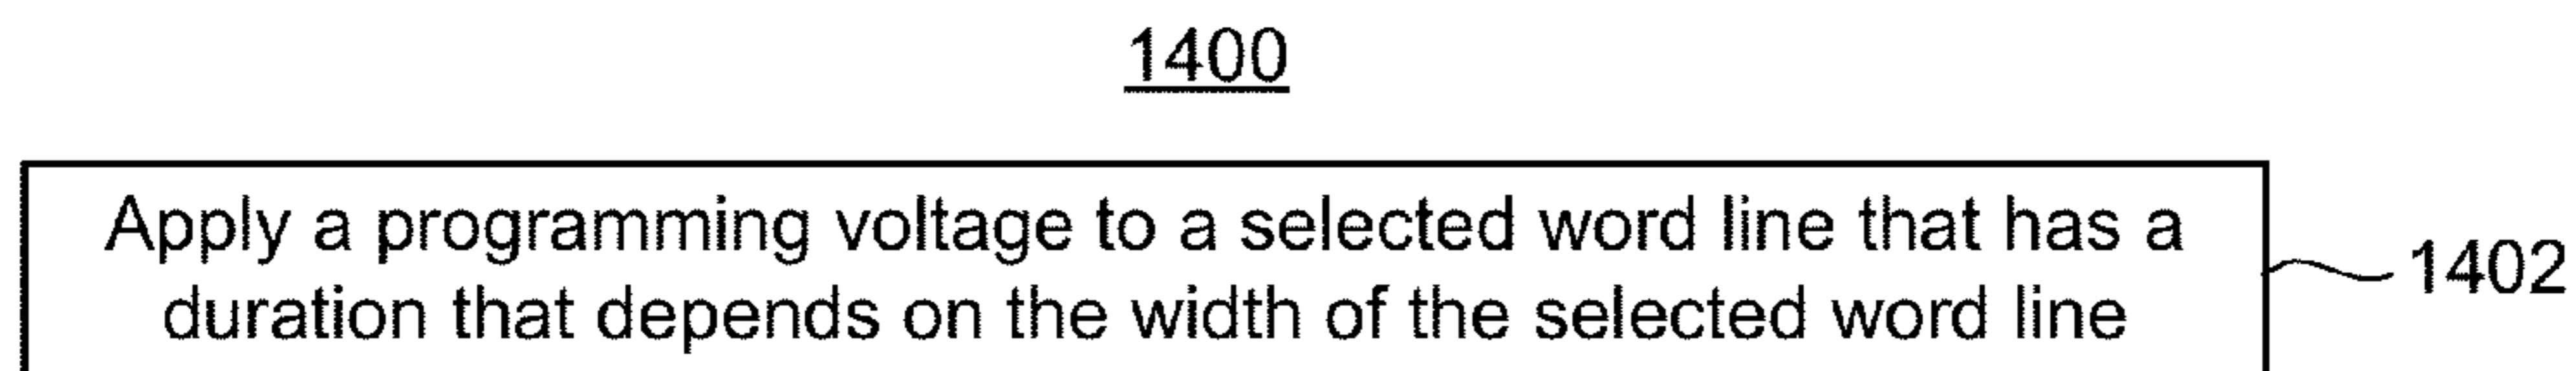 1400
Apply a programming voltage to a selected word line that has a
duration that depends on the width of the selected word line
1402